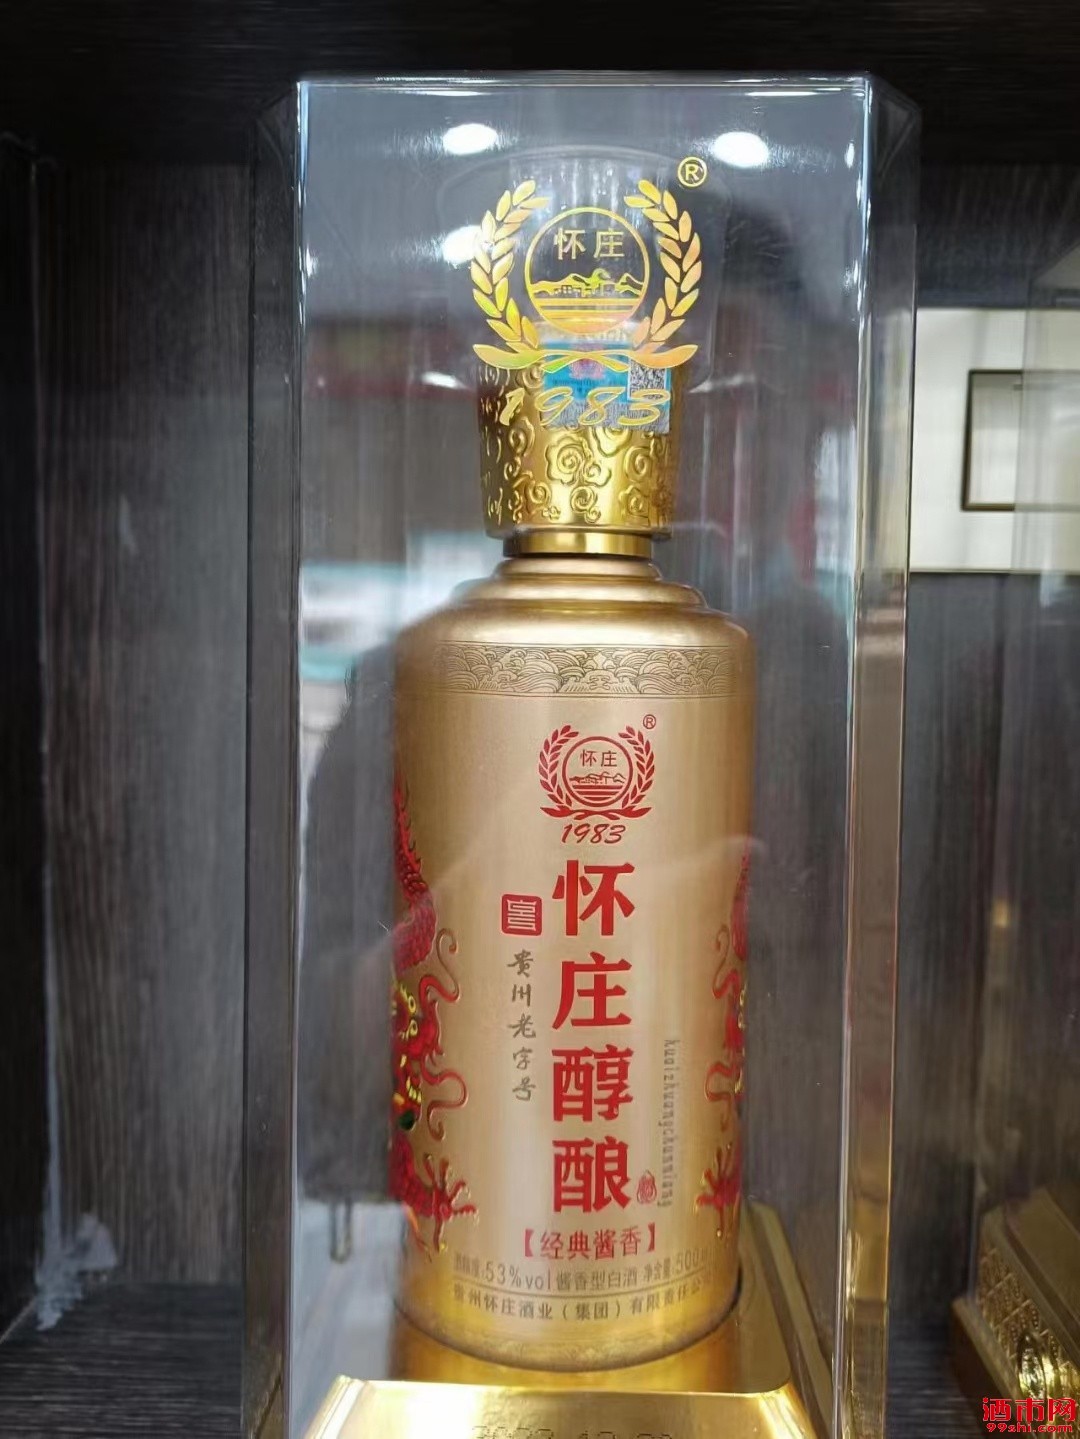 怀庄
®
1983
怀庄
®
1983
怀庄醇酿
貴州老字号
huaizhuangchunniang
【经典酱香】
酒精度:53%vol 酱香型白酒 净含量:500ml
贵州怀庄酒业（集团）有限责任公司
酒市网
99shi.com